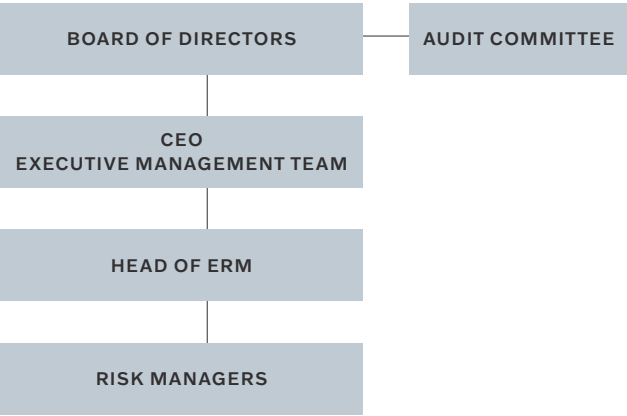 BOARD OF DIRECTORS
AUDIT COMMITTEE
CEO
EXECUTIVE MANAGEMENT TEAM
HEAD OF ERM
RISK MANAGERS